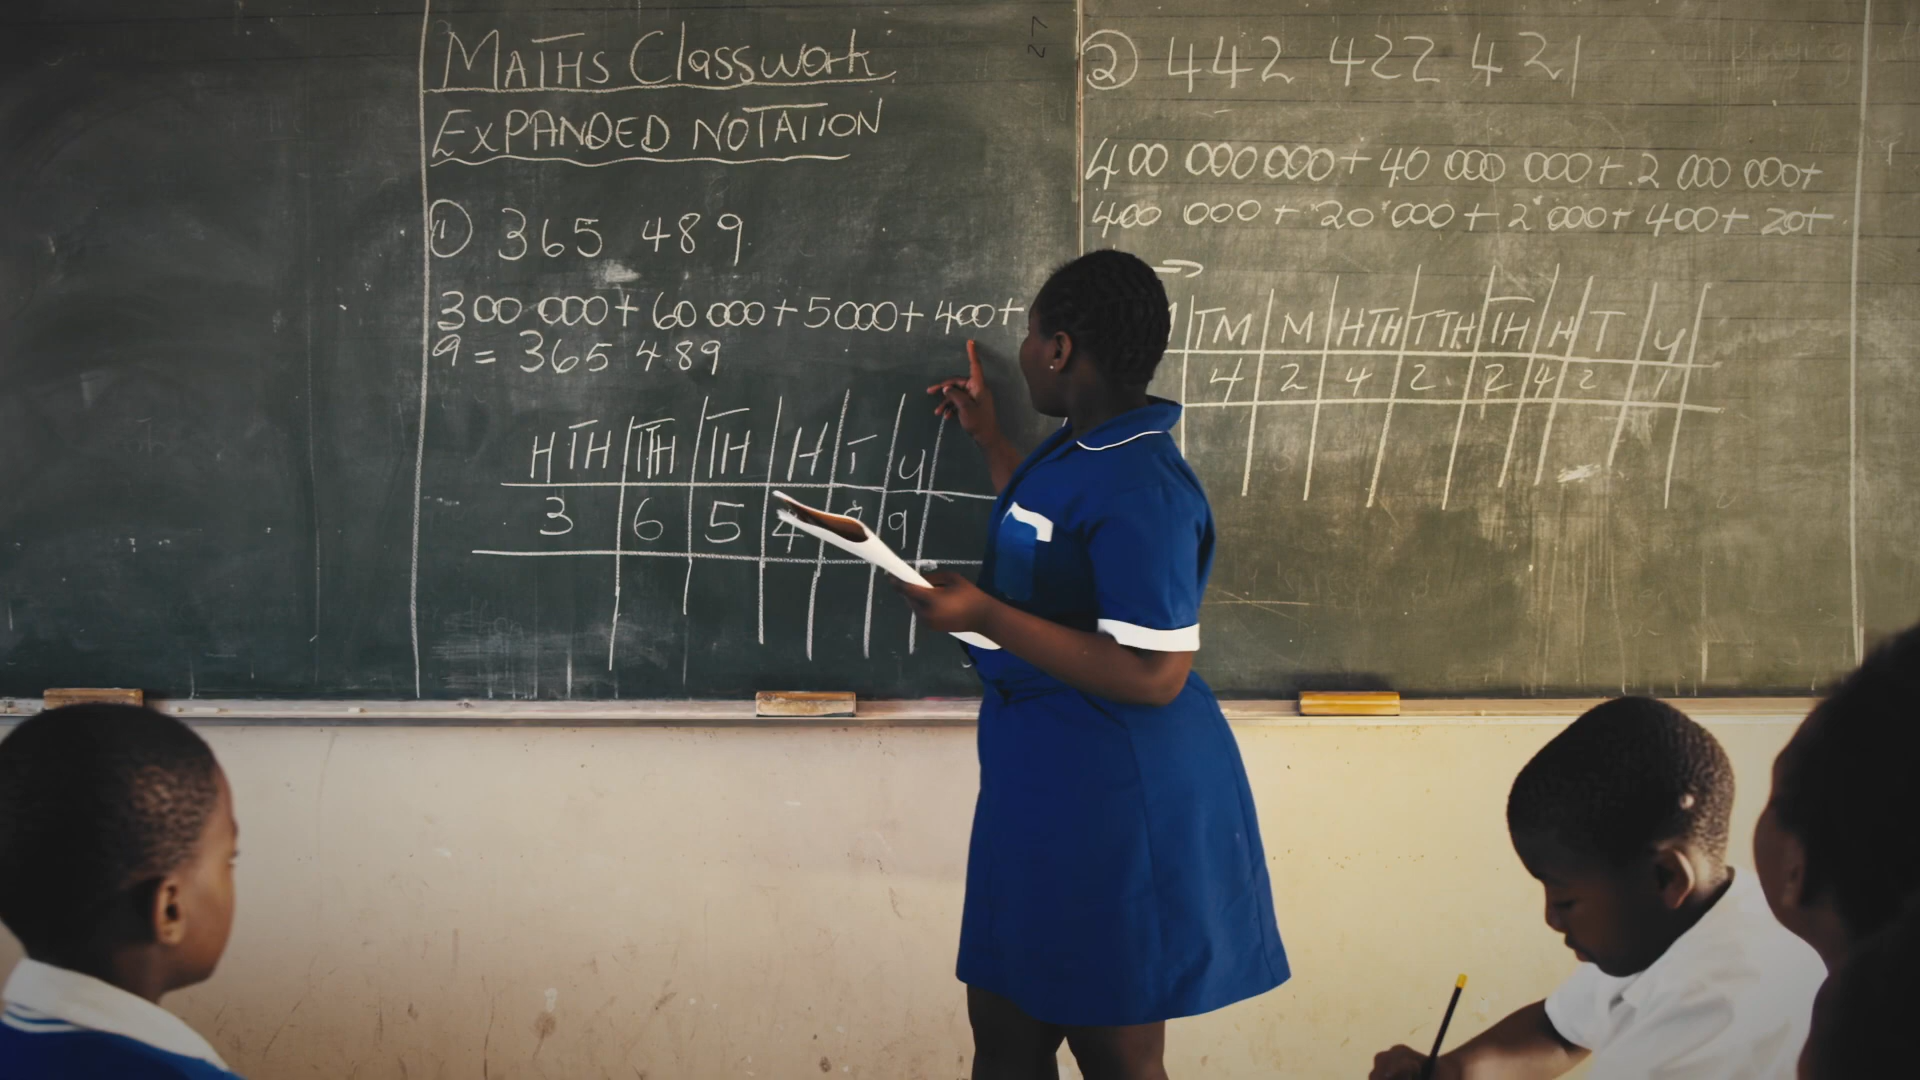 MATHS Classwork
EXPANDED NOTATION
① 365 489
300 000+ 60 000+ 5000+ 400+
9 = 365 489
HTH TTH TH H T U
3 6 5 4 9
27
② 442 422 421
400 000 000+ 40 000 000+ 2 000 000+
400 000+ 20 000+ 2 000+ 400+ 20+
TM M HTH TTH TH H T U
4 2 4 2 2 4 2 1